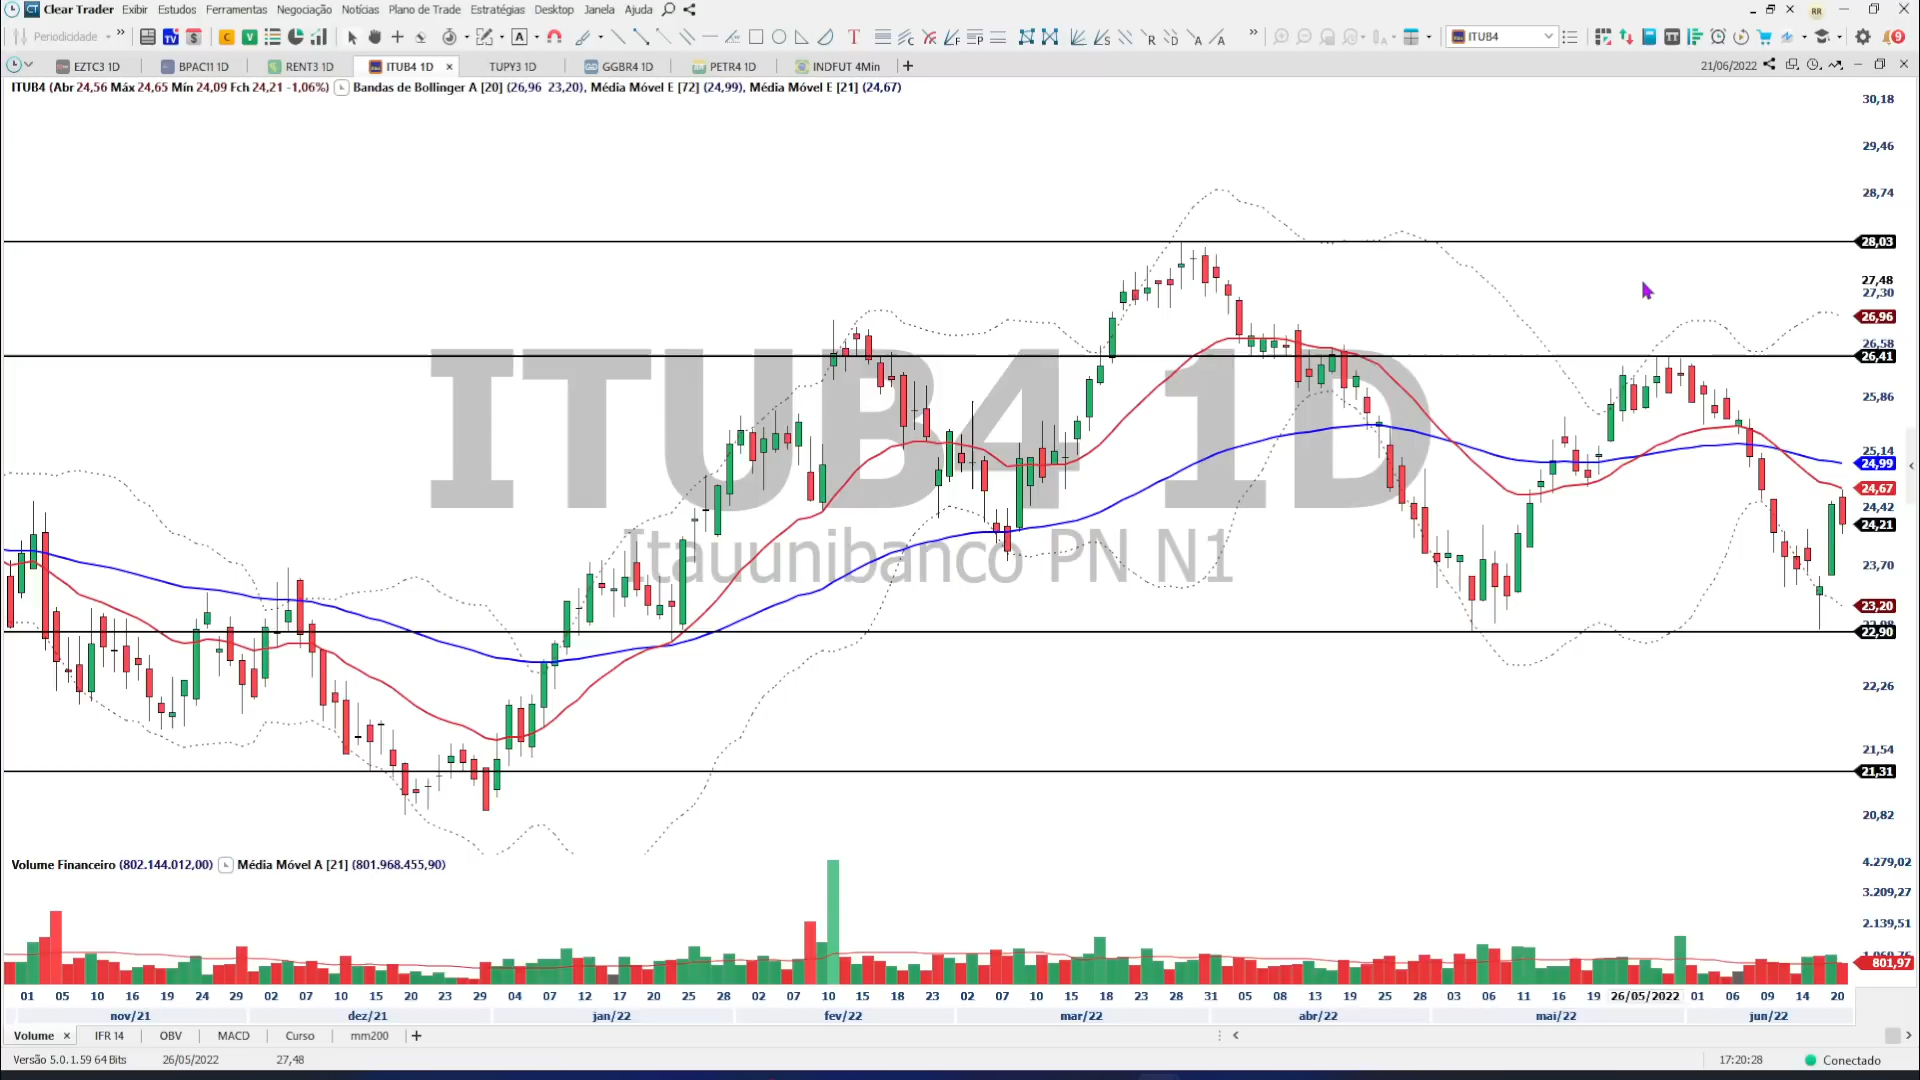 Clear Trader Exibir Estudos Ferramentas Negociação Notícias Plano de Trade Estratégias Desktop Janela Ajuda RR
Periodicidade ITUB4 9
EZTC3 1D BPAC11 1D RENT3 1D ITUB4 1D TUPY3 1D GGBR4 1D PETR4 1D INDFUT 4Min 21/06/2022
ITUB4 (Abr 24,56 Máx 24,65 Mín 24,09 Fch 24,21 -1,06%) Bandas de Bollinger A [20] (26,96 23,20), Média Móvel E [72] (24,99), Média Móvel E [21] (24,67)
30,18
29,46
28,74
28,03
27,48
27,30
26,96
26,58
26,41
25,86
25,14
24,99
24,67
24,42
24,21
23,70
23,20
22,90
22,26
21,54
21,31
20,82
ITUB4 1D
Itauunibanco PN N1
Volume Financeiro (802.144.012,00) Média Móvel A [21] (801.968.455,90)
4.279,02
3.209,27
2.139,51
801,97
01 05 10 16 19 24 29 02 07 10 15 20 23 29 04 07 12 17 20 25 28 02 07 10 15 18 23 02 07 10 15 18 23 28 31 05 08 13 19 25 28 03 06 11 16 19 26/05/2022 01 06 09 14 20
nov/21 dez/21 jan/22 fev/22 mar/22 abr/22 mai/22 jun/22
Volume IFR 14 OBV MACD Curso mm200
Versão 5.0.1.59 64 Bits 26/05/2022 27,48 17:20:28 Conectado